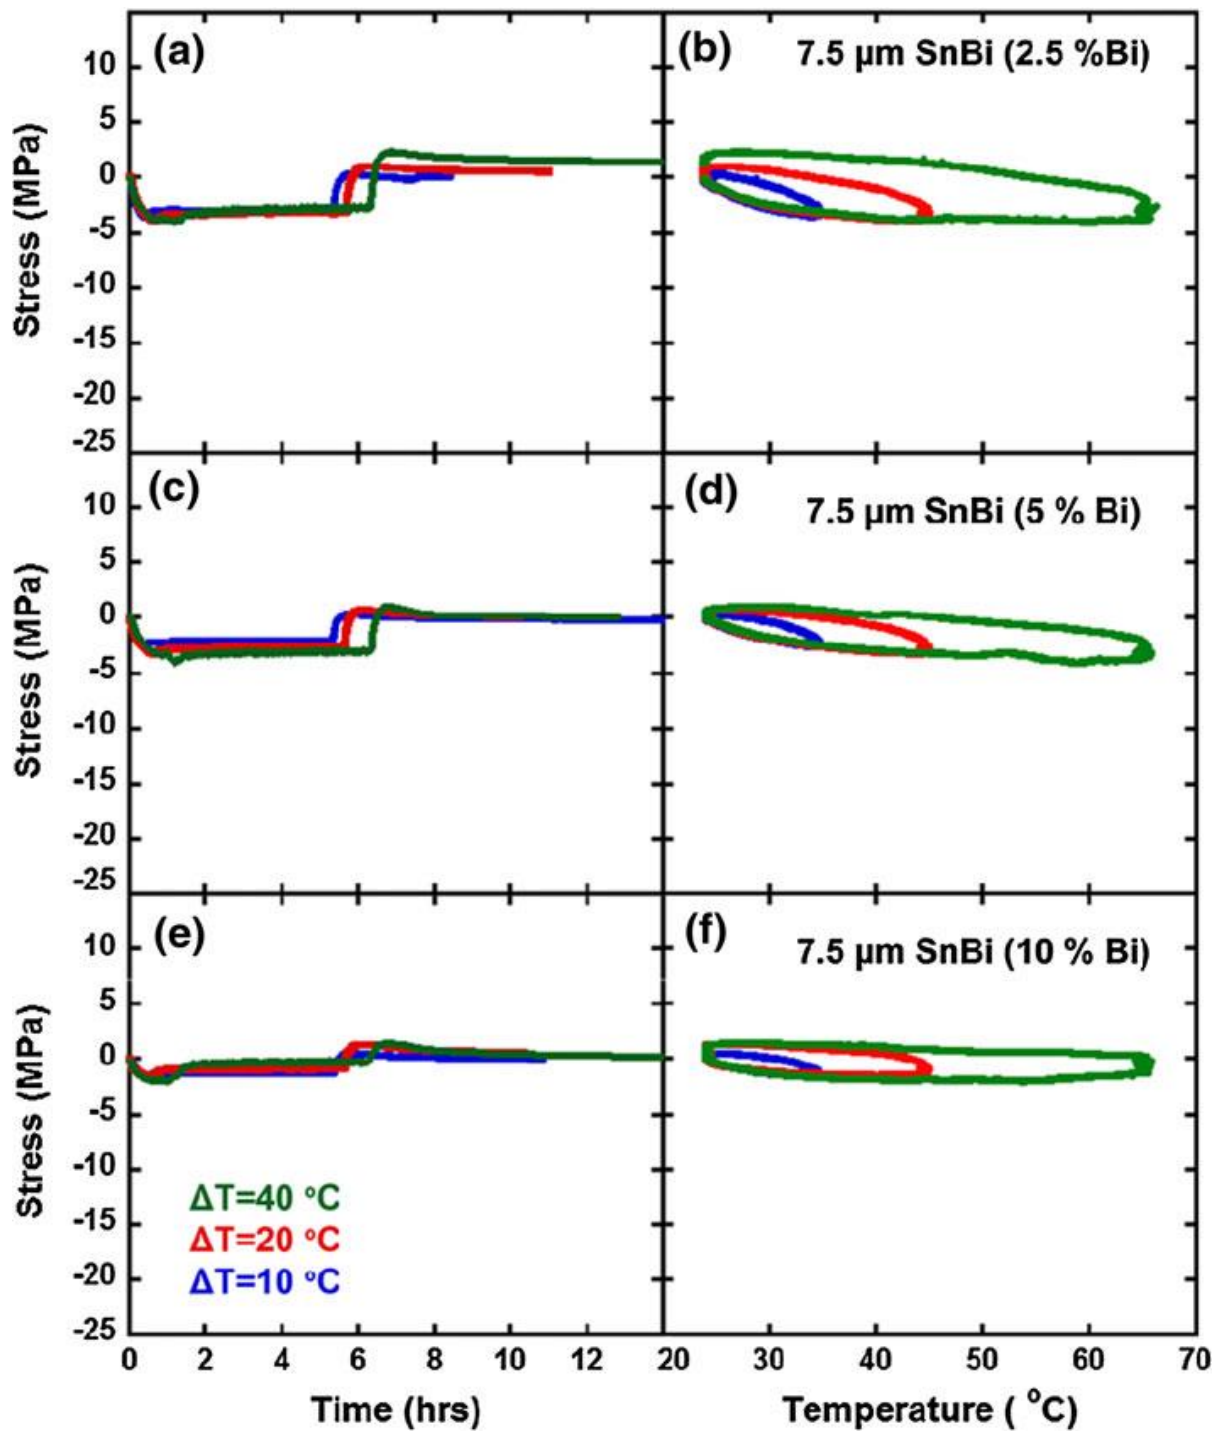 (a)
(b)
7.5 µm SnBi (2.5 %Bi)
10
5
0
-5
-10
-15
-20
-25
Stress (MPa)
(c)
(d)
7.5 µm SnBi (5 % Bi)
10
5
0
-5
-10
-15
-20
-25
Stress (MPa)
(e)
(f)
7.5 µm SnBi (10 % Bi)
10
5
0
-5
-10
-15
-20
-25
Stress (MPa)
ΔT=40 °C
ΔT=20 °C
ΔT=10 °C
0 2 4 6 8 10 12 20 30 40 50 60 70
Time (hrs)
Temperature ( °C)